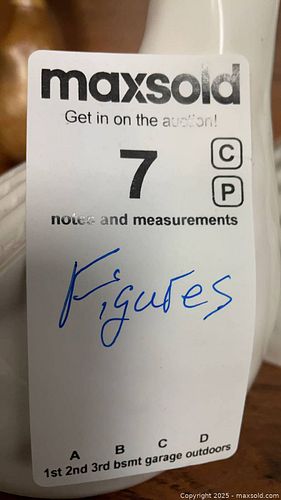 maxsold
Get in on the auction!
7
C
P
notes and measurements
Figures
A B C D
1st 2nd 3rd bsmt garage outdoors
Copyright 2025 - maxsold.com